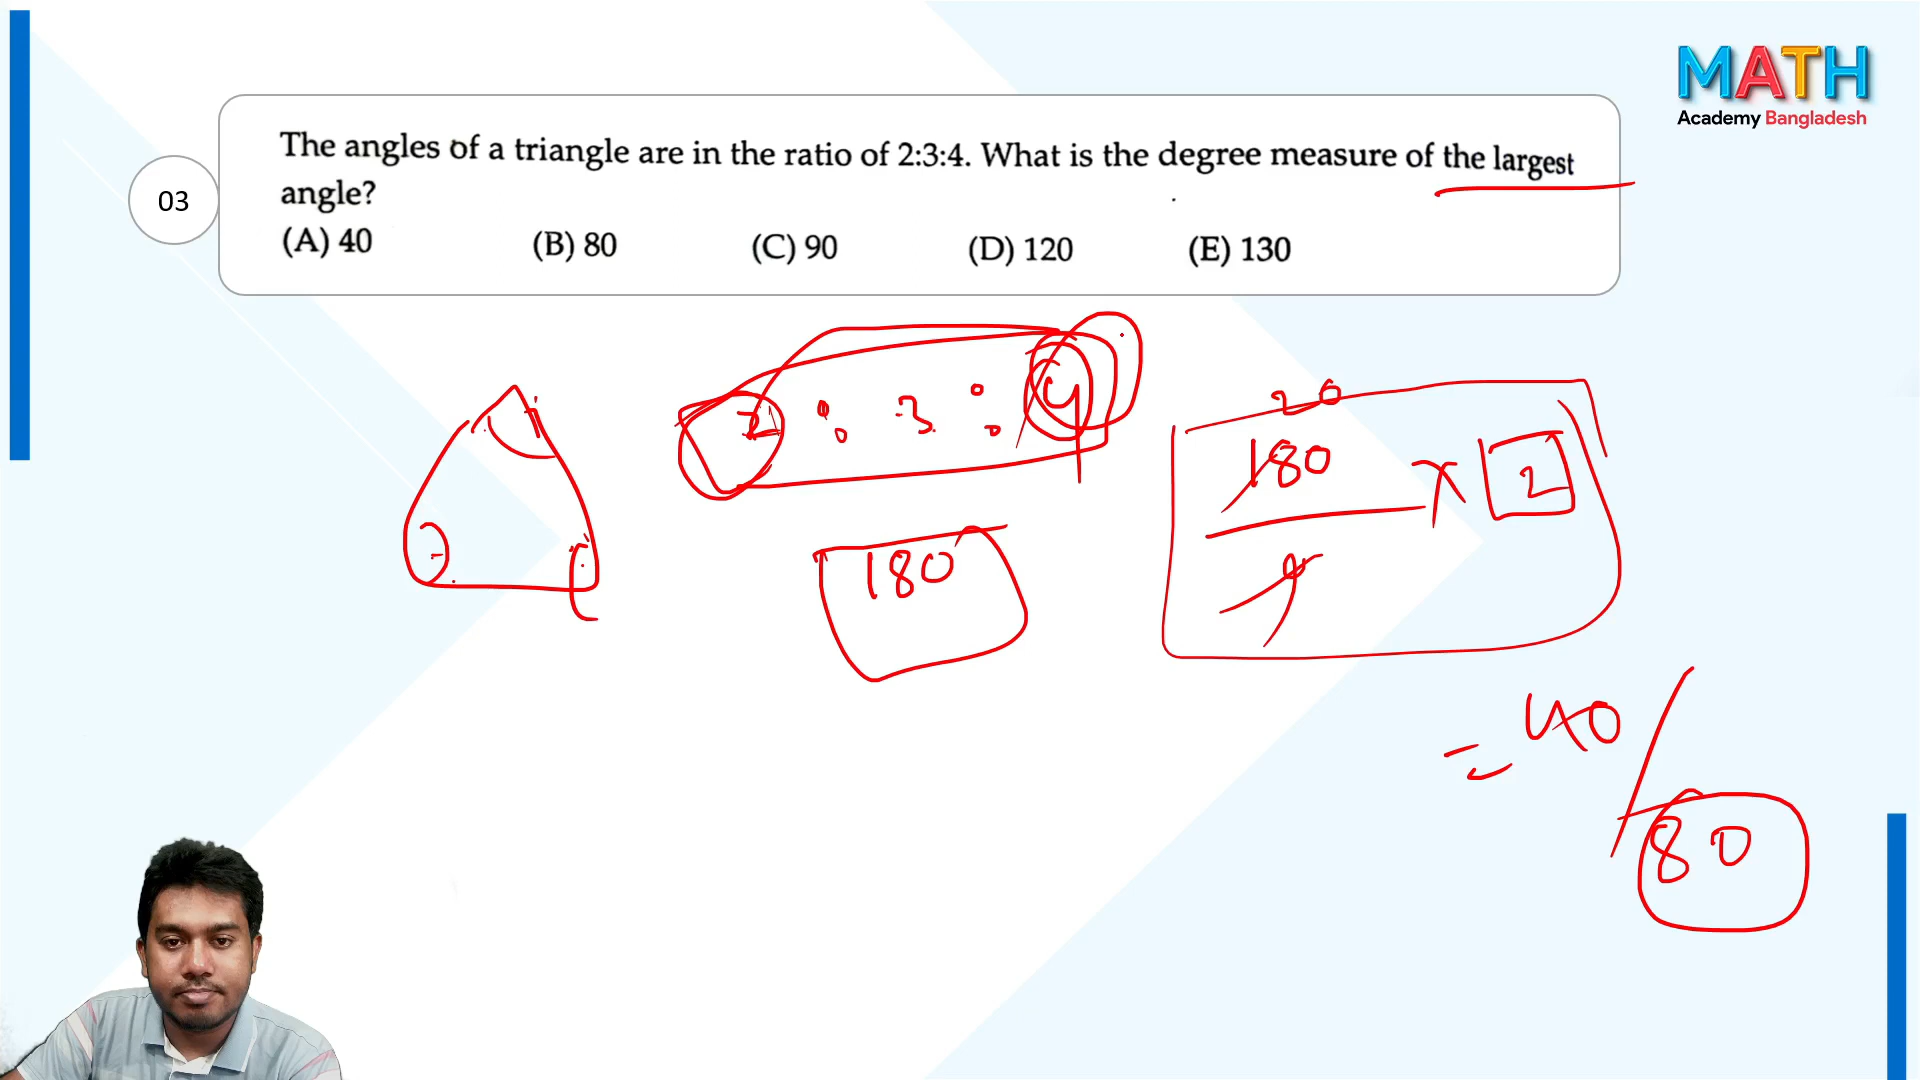 MATH
Academy Bangladesh
03
The angles of a triangle are in the ratio of 2:3:4. What is the degree measure of the largest
angle?
(A) 40 (B) 80 (C) 90 (D) 120 (E) 130
2 : 3 : 4
20
180 × 2
9
180
= 40
80